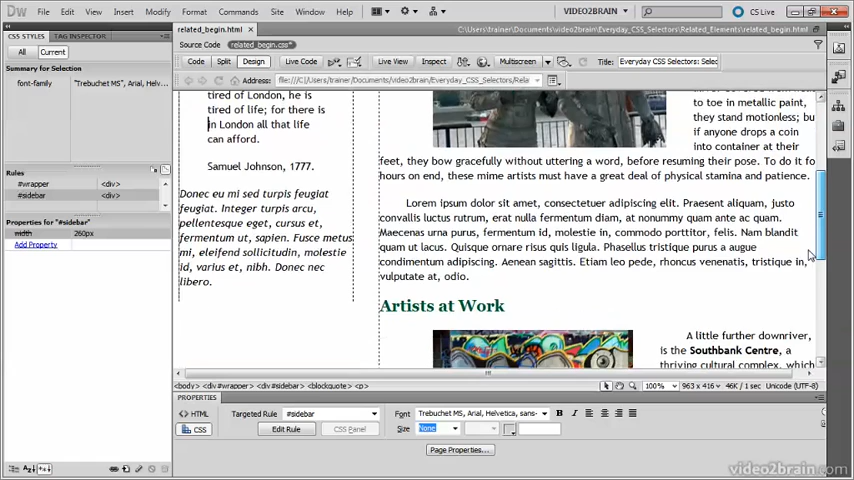 Dw File Edit View Insert Modify Format Commands Site Window VIDEO2BRAIN CS Live
CSS STYLES TAG INSPECTOR
All Current
Summary for Selection
font-family "Trebuchet MS", Arial, Helvetic...
Rules
#wrapper <div>
#sidebar <div>
Properties for "#sidebar"
width 260px
Add Property
related_begin.html
C:\Users\trainer\Documents\video2brain\Everyday_CSS_Selectors\Related_Elements\related_begin.html
Source Code related_begin.css*
Code Split Design Live Code Live View Inspect Multiscreen Title: Everyday CSS Selectors: Selec
Address: file:///C|/Users/trainer/Documents/video2brain/Everyday_CSS_Selectors/Rela
tired of London, he is
tired of life; for there is
in London all that life
can afford.
Samuel Johnson, 1777.
Donec eu mi sed turpis feugiat
feugiat. Integer turpis arcu,
pellentesque eget, cursus et,
fermentum ut, sapien. Fusce metus
mi, eleifend sollicitudin, molestie
id, varius et, nibh. Donec nec
libero.
to toe in metallic paint,
they stand motionless; bu
if anyone drops a coin
into container at their
feet, they bow gracefully without uttering a word, before resuming their pose. To do it fo
hours on end, these mime artists must have a great deal of physical stamina and patience.
Lorem ipsum dolor sit amet, consectetuer adipiscing elit. Praesent aliquam, justo
convallis luctus rutrum, erat nulla fermentum diam, at nonummy quam ante ac quam.
Maecenas urna purus, fermentum id, molestie in, commodo porttitor, felis. Nam blandit
quam ut lacus. Quisque ornare risus quis ligula. Phasellus tristique purus a augue
condimentum adipiscing. Aenean sagittis. Etiam leo pede, rhoncus venenatis, tristique in,
vulputate at, odio.
Artists at Work
A little further downriver,
is the Southbank Centre, a
thriving cultural complex, which
<body> <div #wrapper> <div #sidebar> <blockquote> <p> 100% 963 x 416 46K / 1 sec Unicode (UTF-8)
PROPERTIES
HTML Targeted Rule #sidebar Font Trebuchet MS, Arial, Helvetica, sans- B I
CSS Edit Rule CSS Panel Size None
Page Properties...
video2brain.com